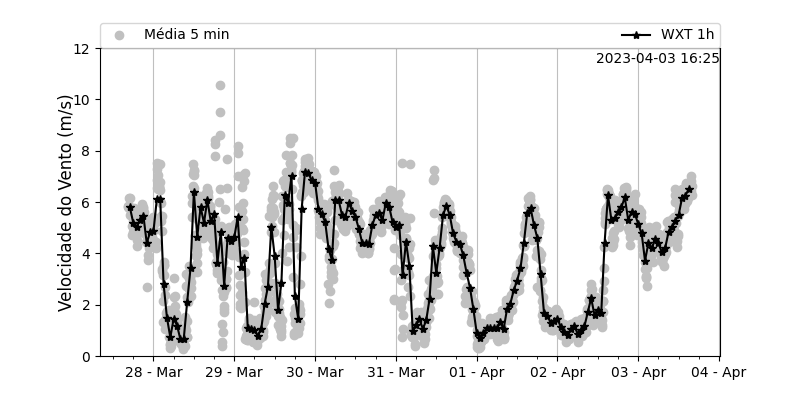 Média 5 min WXT 1h
2023-04-03 16:25
Velocidade do Vento (m/s)
12
10
8
6
4
2
0
28 - Mar 29 - Mar 30 - Mar 31 - Mar 01 - Apr 02 - Apr 03 - Apr 04 - Apr